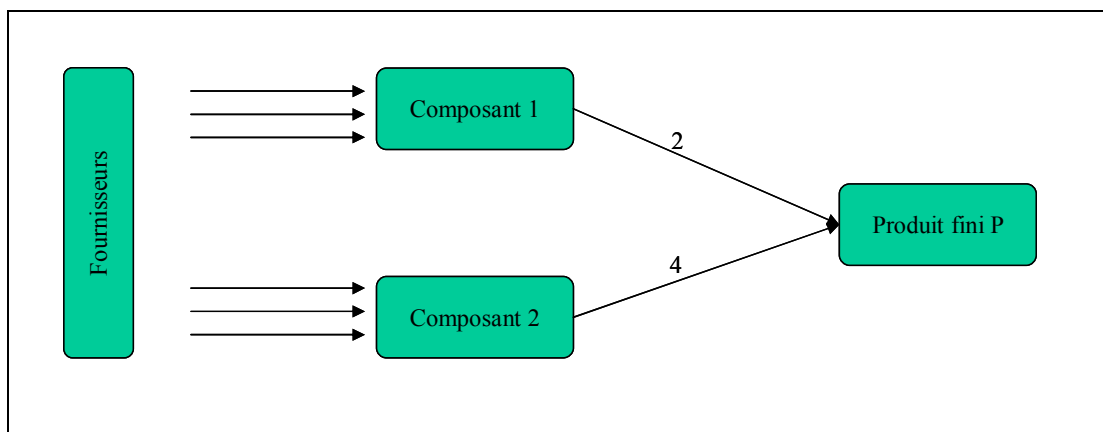 Fournisseurs
Composant 1
2
Produit fini P
4
Composant 2